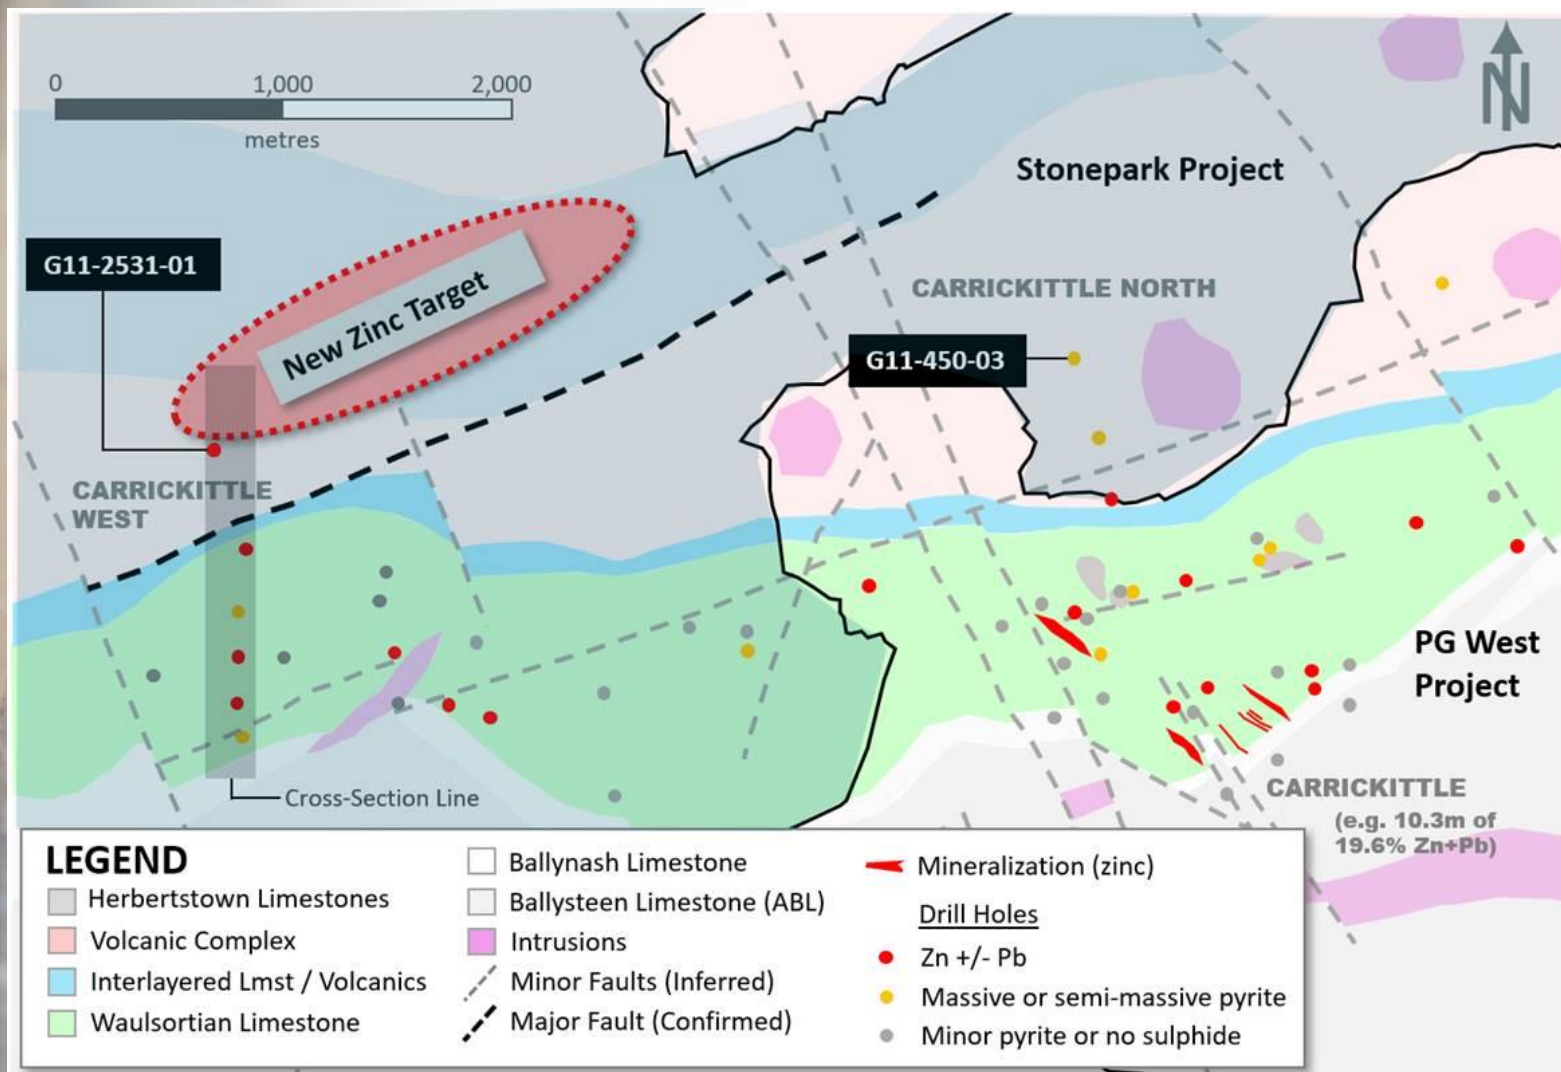 0 1,000 2,000
metres
N
Stonepark Project
G11-2531-01
New Zinc Target
CARRICKITTLE NORTH
G11-450-03
CARRICKITTLE
WEST
PG West
Project
Cross-Section Line
CARRICKITTLE
(e.g. 10.3m of
19.6% Zn+Pb)
LEGEND
Herbertstown Limestones
Volcanic Complex
Interlayered Lmst / Volcanics
Waulsortian Limestone
Ballynash Limestone
Ballysteen Limestone (ABL)
Intrusions
Minor Faults (Inferred)
Major Fault (Confirmed)
Mineralization (zinc)
Drill Holes
Zn +/- Pb
Massive or semi-massive pyrite
Minor pyrite or no sulphide